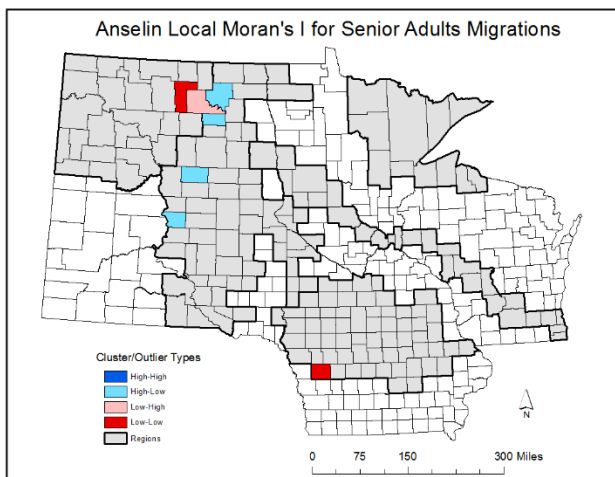 Anselin Local Moran's I for Senior Adults Migrations
Cluster/Outlier Types
High-High
High-Low
Low-High
Low-Low
Regions
N
0 75 150 300 Miles